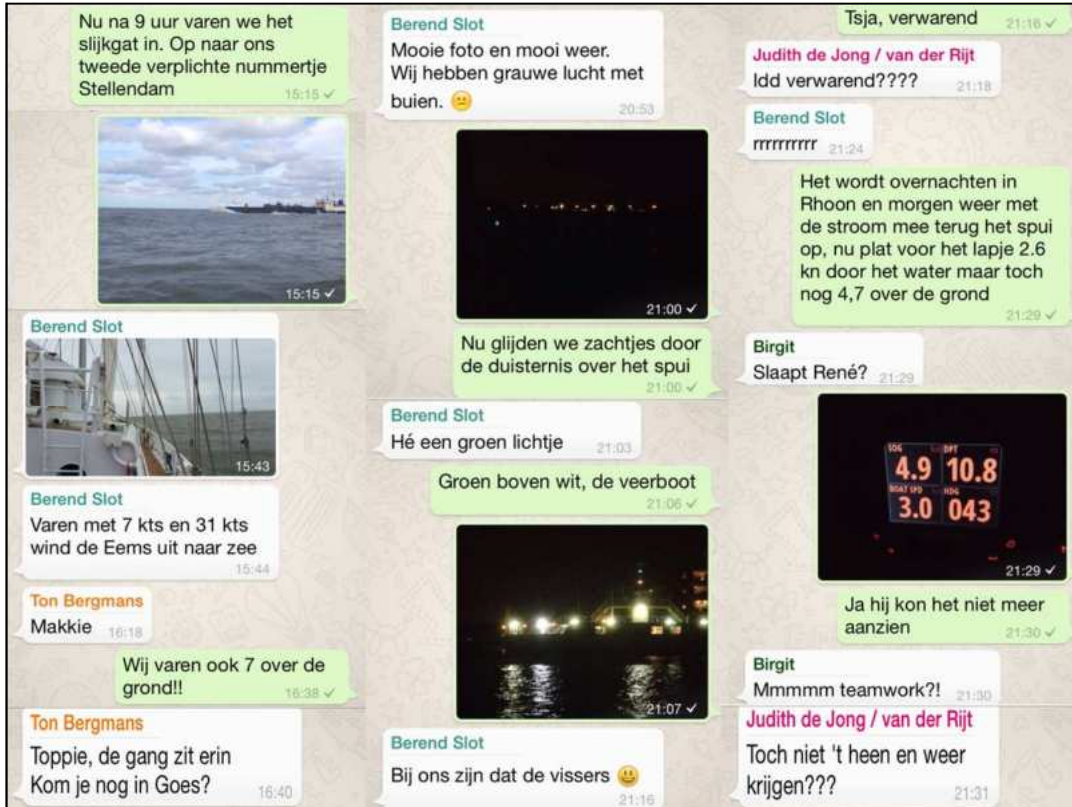 Nu na 9 uur varen we het
slijkgat in. Op naar ons
tweede verplichte nummertje
Stellendam
15:15
15:15
Berend Slot
15:43
Berend Slot
Varen met 7 kts en 31 kts
wind de Eems uit naar zee
15:44
Ton Bergmans
Makkie 16:18
Wij varen ook 7 over de
grond!!
16:38
Ton Bergmans
Toppie, de gang zit erin
Kom je nog in Goes?
16:40
Berend Slot
Mooie foto en mooi weer.
Wij hebben grauwe lucht met
buien. 😕
20:53
21:00
Nu glijden we zachtjes door
de duisternis over het spui
21:00
Berend Slot
Hé een groen lichtje 21:03
Groen boven wit, de veerboot
21:06
21:07
Berend Slot
Bij ons zijn dat de vissers 😃
21:16
Tsja, verwarend 21:16
Judith de Jong / van der Rijt
Idd verwarend????
21:18
Berend Slot
rrrrrrrrrr 21:24
Het wordt overnachten in
Rhoon en morgen weer met
de stroom mee terug het spui
op, nu plat voor het lapje 2.6
kn door het water maar toch
nog 4,7 over de grond
21:29
Birgit
Slaapt René? 21:29
SOG DPT
4.9 10.8
BOAT SPD HDG
3.0 043
21:29
Ja hij kon het niet meer
aanzien
21:30
Birgit
Mmmmm teamwork?! 21:30
Judith de Jong / van der Rijt
Toch niet 't heen en weer
krijgen???
21:31